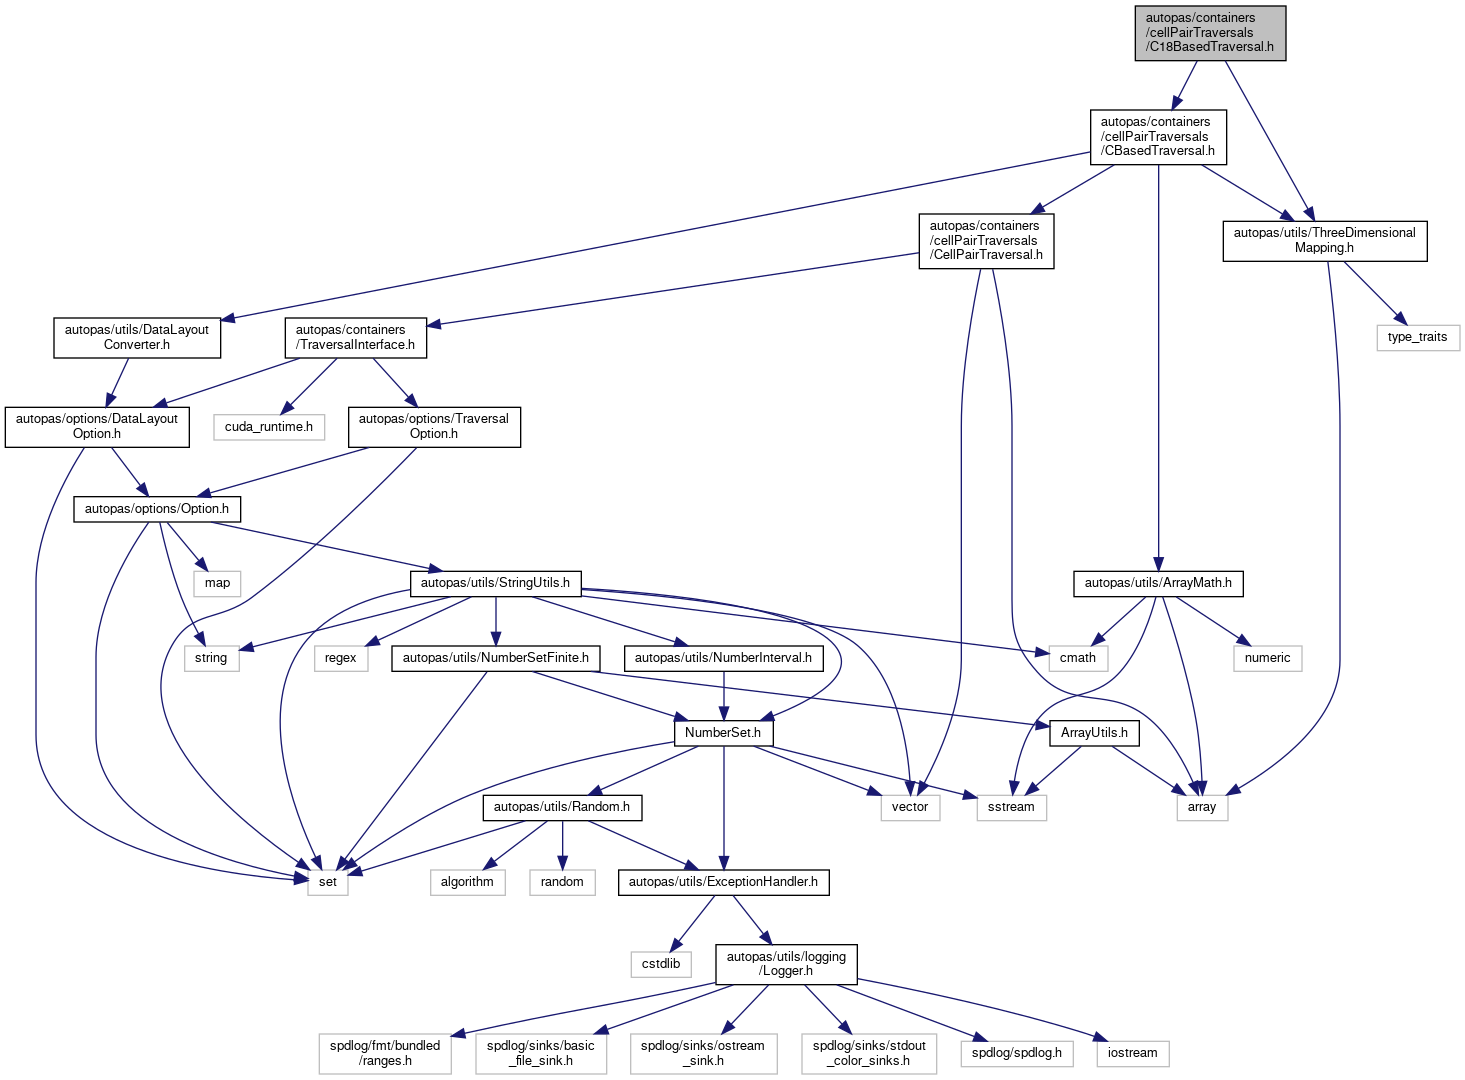 autopas/containers
/cellPairTraversals
/C18BasedTraversal.h
autopas/containers
/cellPairTraversals
/CBasedTraversal.h
autopas/containers
/cellPairTraversals
/CellPairTraversal.h
autopas/utils/ThreeDimensional
Mapping.h
autopas/utils/DataLayout
Converter.h
autopas/containers
/TraversalInterface.h
type_traits
autopas/options/DataLayout
Option.h
cuda_runtime.h
autopas/options/Traversal
Option.h
autopas/options/Option.h
map
autopas/utils/StringUtils.h
autopas/utils/ArrayMath.h
string
regex
autopas/utils/NumberSetFinite.h
autopas/utils/NumberInterval.h
cmath
numeric
NumberSet.h
ArrayUtils.h
autopas/utils/Random.h
vector
sstream
array
set
algorithm
random
autopas/utils/ExceptionHandler.h
cstdlib
autopas/utils/logging
/Logger.h
spdlog/fmt/bundled
/ranges.h
spdlog/sinks/basic
_file_sink.h
spdlog/sinks/ostream
_sink.h
spdlog/sinks/stdout
_color_sinks.h
spdlog/spdlog.h
iostream